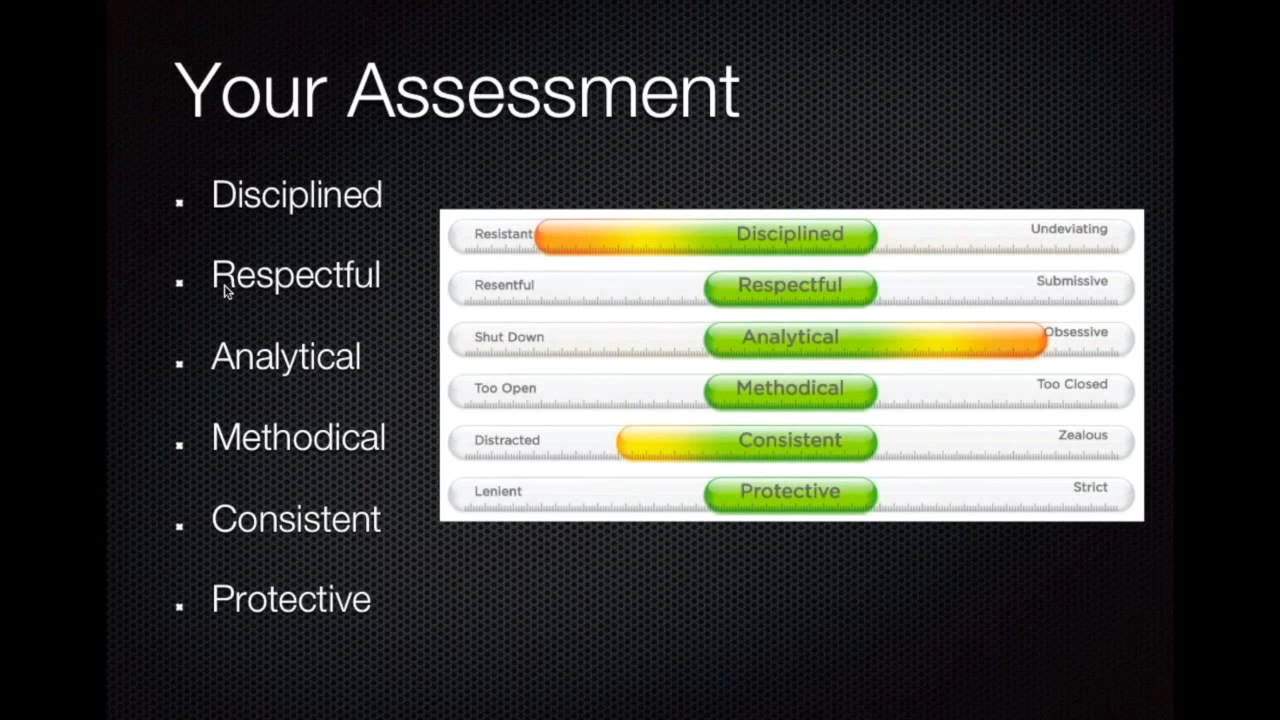 Your Assessment
Disciplined
Respectful
Analytical
Methodical
Consistent
Protective
Resistant Disciplined Undeviating
Resentful Respectful Submissive
Shut Down Analytical Obsessive
Too Open Methodical Too Closed
Distracted Consistent Zealous
Lenient Protective Strict